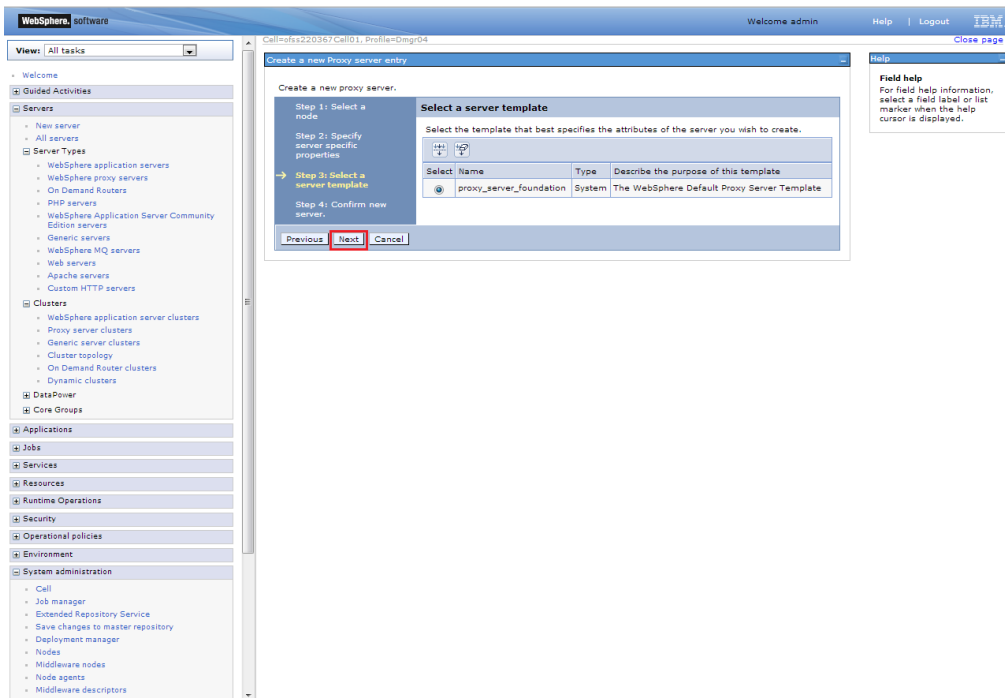 WebSphere. software
Welcome admin
Help | Logout
IBM
View: All tasks
Cell=ofss220367Cell01, Profile=Dmgr04
Close page
Welcome
Guided Activities
Servers
New server
All servers
Server Types
WebSphere application servers
WebSphere proxy servers
On Demand Routers
PHP servers
WebSphere Application Server Community
Edition servers
Generic servers
WebSphere MQ servers
Web servers
Apache servers
Custom HTTP servers
Clusters
WebSphere application server clusters
Proxy server clusters
Generic server clusters
Cluster topology
On Demand Router clusters
Dynamic clusters
DataPower
Core Groups
Applications
Jobs
Services
Resources
Runtime Operations
Security
Operational policies
Environment
System administration
Cell
Job manager
Extended Repository Service
Save changes to master repository
Deployment manager
Nodes
Middleware nodes
Node agents
Middleware descriptors
Create a new Proxy server entry
Create a new proxy server.
Step 1: Select a
node
Step 2: Specify
server specific
properties
Step 3: Select a
server template
Step 4: Confirm new
server.
Select a server template
Select the template that best specifies the attributes of the server you wish to create.
Select Name Type Describe the purpose of this template
proxy_server_foundation System The WebSphere Default Proxy Server Template
Previous Next Cancel
Help
Field help
For field help information,
select a field label or list
marker when the help
cursor is displayed.